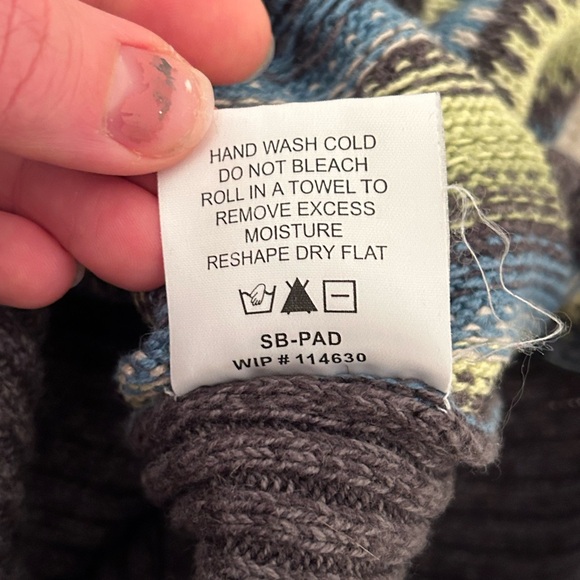 HAND WASH COLD
DO NOT BLEACH
ROLL IN A TOWEL TO
REMOVE EXCESS
MOISTURE
RESHAPE DRY FLAT
SB-PAD
WIP # 114630